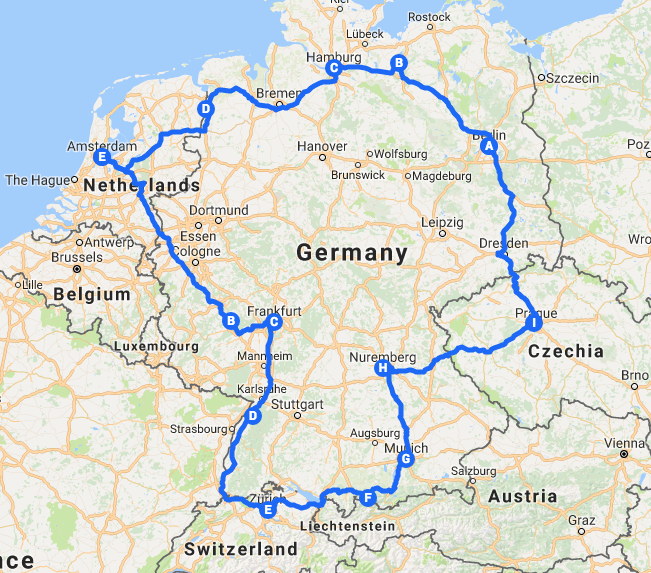 Kiel
Rostock
Lübeck
Hamburg
B
C
Szczecin
Bremen
D
Berlin
A
Amsterdam
E
Hanover
Wolfsburg
Brunswick
Magdeburg
The Hague
Netherlands
Dortmund
Leipzig
Essen
Antwerp
Cologne
Dresden
Brussels
Germany
Lille
Belgium
Frankfurt
B
C
Prague
I
Luxembourg
Mannheim
Nuremberg
H
Czechia
Karlsruhe
Brno
D
Stuttgart
Strasbourg
Augsburg
Munich
G
Vienna
Salzburg
Zürich
E
F
Austria
Liechtenstein
Graz
Switzerland